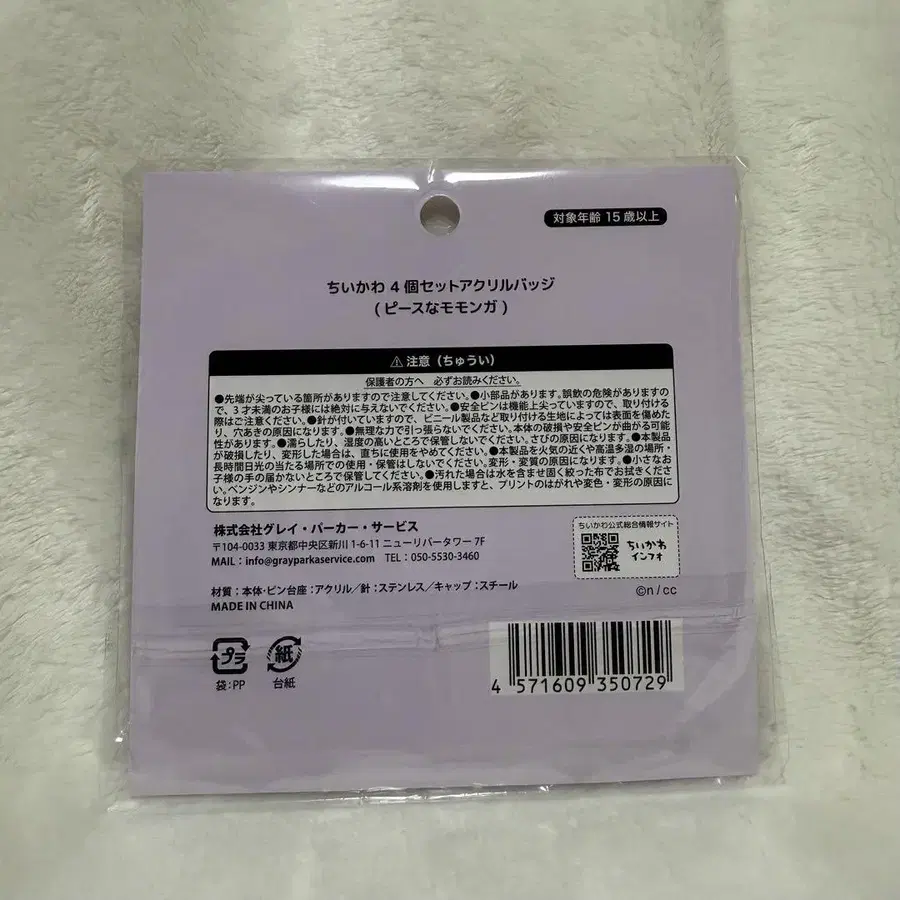 対象年齢 15 歳以上
ちいかわ 4 個セットアクリルバッジ
( ピースなモモンガ )
⚠ 注意（ちゅうい）
保護者の方へ 必ずお読みください。
●先端が尖っている箇所がありますので注意してください。●小部品があります。誤飲の危険がありますの
で、3 才未満のお子様には絶対に与えないでください。●安全ピンは機能上尖っていますので、取り付ける
際はご注意ください。●針が付いていますので、ビニール製品など取り付ける生地によっては表面を傷めた
り、穴あきの原因になります。●無理な力で引っ張らないでください。本体の破損や安全ピンが曲がる可能
性があります。●濡らしたり、湿度の高いところで保管しないでください。さびの原因になります。●本製品
が破損したり、変形した場合は、直ちに使用をやめてください。●本製品を火気の近くや高温多湿の場所・
長時間日光の当たる場所での使用・保管はしないでください。変形・変質の原因になります。●小さなお
子様の手の届かないところで保管してください。●汚れた場合は水を含ませ固く絞った布でお拭きくださ
い。ベンジンやシンナーなどのアルコール系溶剤を使用しますと、プリントのはがれや変色・変形の原因に
なります。
株式会社グレイ・パーカー・サービス
〒104-0033 東京都中央区新川 1-6-11 ニューリバータワー 7F
MAIL：info@grayparkaservice.com TEL：050-5530-3460
ちいかわ公式総合情報サイト
ちいかわ
インフォ
材質：本体・ピン台座：アクリル／針：ステンレス／キャップ：スチール
©n / cc
MADE IN CHINA
プラ
袋:PP
紙
台紙
4 571609 350729